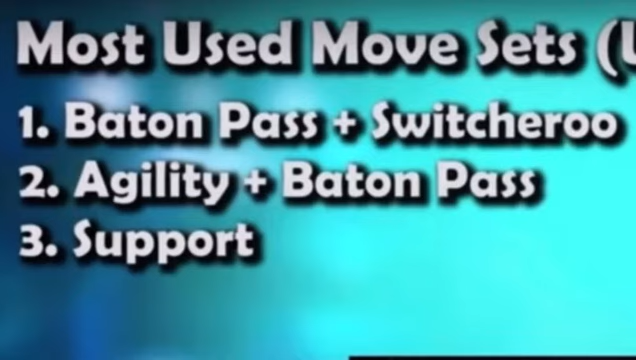 Most Used Move Sets (
1. Baton Pass + Switcheroo
2. Agility + Baton Pass
3. Support